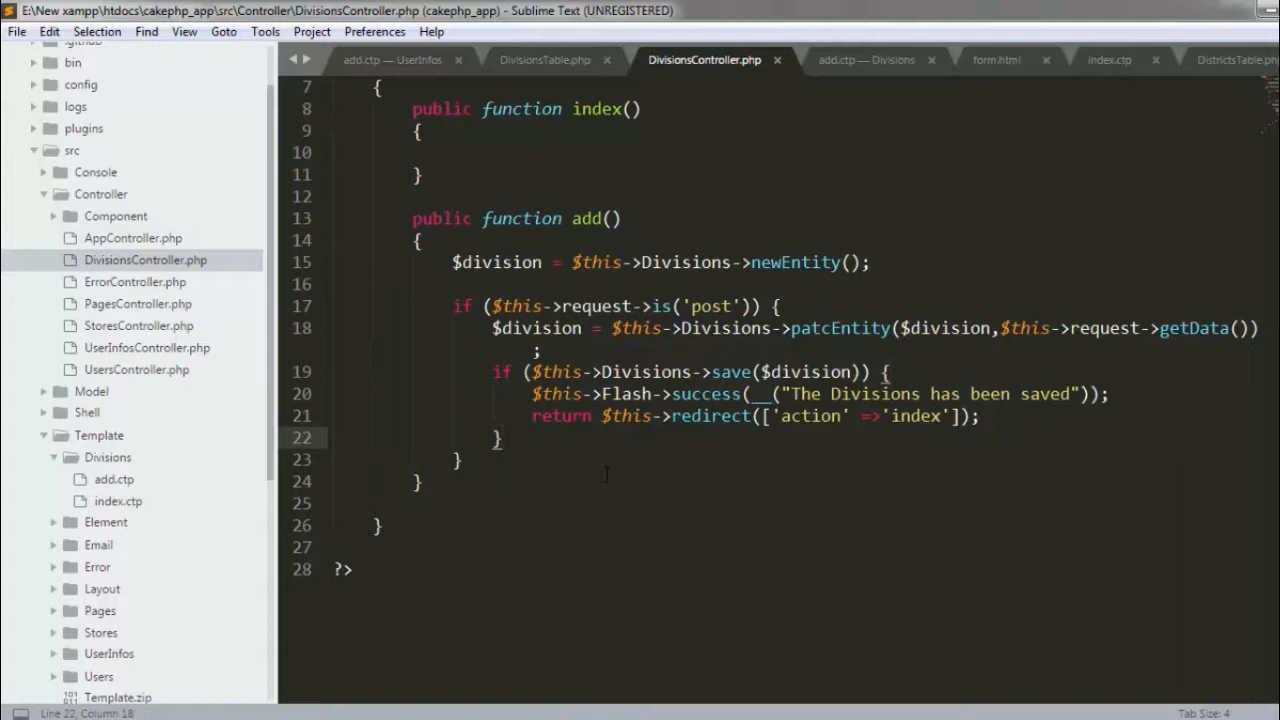 E:\New xampp\htdocs\cakephp_app\src\Controller\DivisionsController.php (cakephp_app) - Sublime Text (UNREGISTERED)
File Edit Selection Find View Goto Tools Project Preferences Help
add.ctp — UserInfos DivisionsTable.php DivisionsController.php add.ctp — Divisions form.html index.ctp DistrictsTable.php
.github
bin
config
logs
plugins
src
Console
Controller
Component
AppController.php
DivisionsController.php
ErrorController.php
PagesController.php
StoresController.php
UserInfosController.php
UsersController.php
Model
Shell
Template
Divisions
add.ctp
index.ctp
Element
Email
Error
Layout
Pages
Stores
UserInfos
Users
Template.zip
7 {
8 public function index()
9 {
10
11 }
12
13 public function add()
14 {
15 $division = $this->Divisions->newEntity();
16
17 if ($this->request->is('post')) {
18 $division = $this->Divisions->patcEntity($division,$this->request->getData())
;
19 if ($this->Divisions->save($division)) {
20 $this->Flash->success(__("The Divisions has been saved"));
21 return $this->redirect(['action' =>'index']);
22 }
23 }
24 }
25
26 }
27
28 ?>
Line 22, Column 18 Tab Size: 4